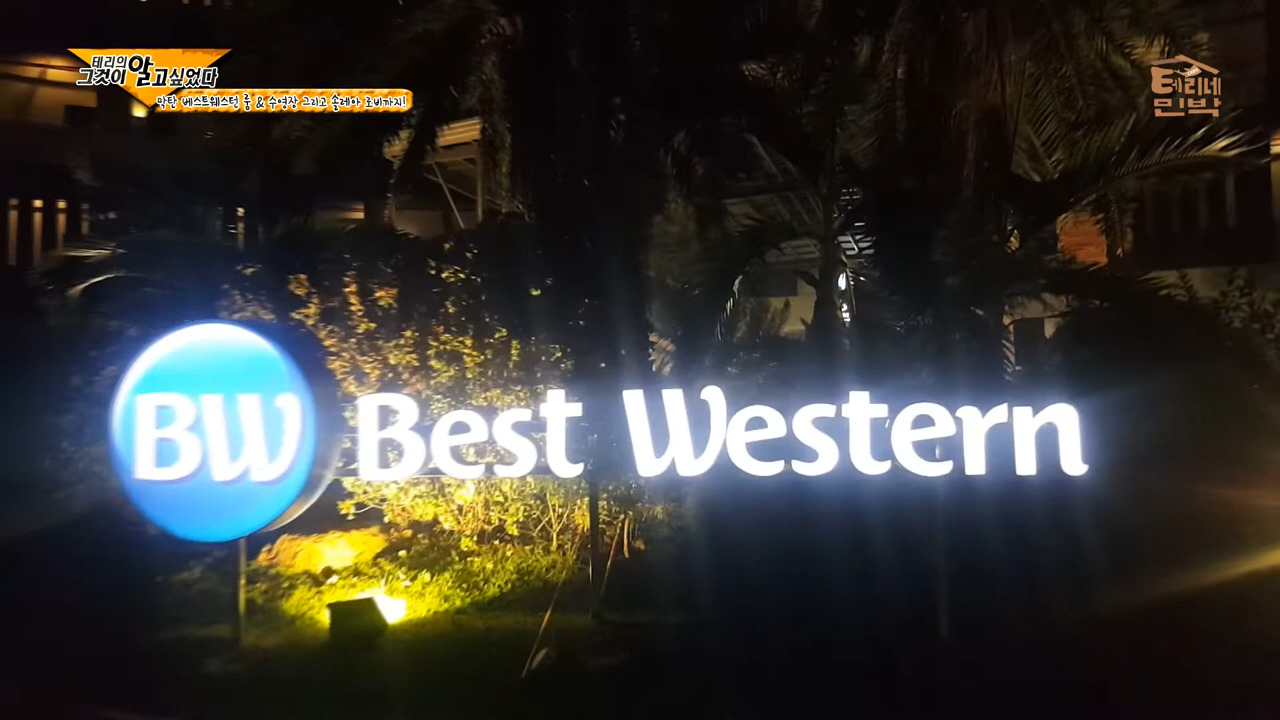 테리의
그것이 알고싶었다
막탄 베스트웨스턴 룸 & 수영장 그리고 솔레아 로비까지!
테리네
민박
BW Best Western